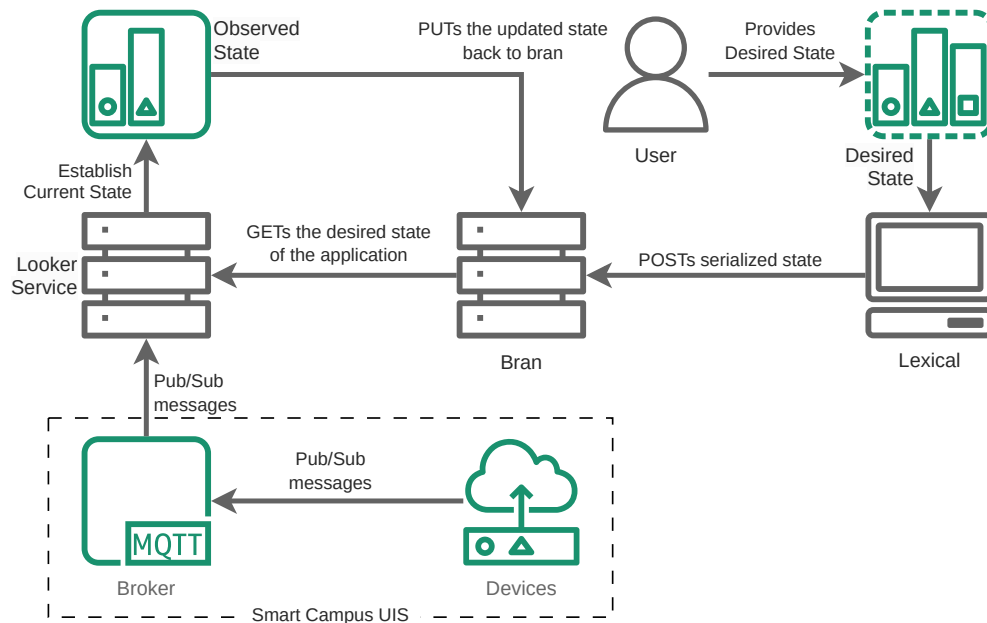 Observed
State
PUTs the updated state
back to bran
Provides
Desired State
User
Desired
State
Establish
Current State
GETs the desired state
of the application
POSTs serialized state
Looker
Service
Bran
Lexical
Pub/Sub
messages
Pub/Sub
messages
MQTT
Broker
Devices
Smart Campus UIS